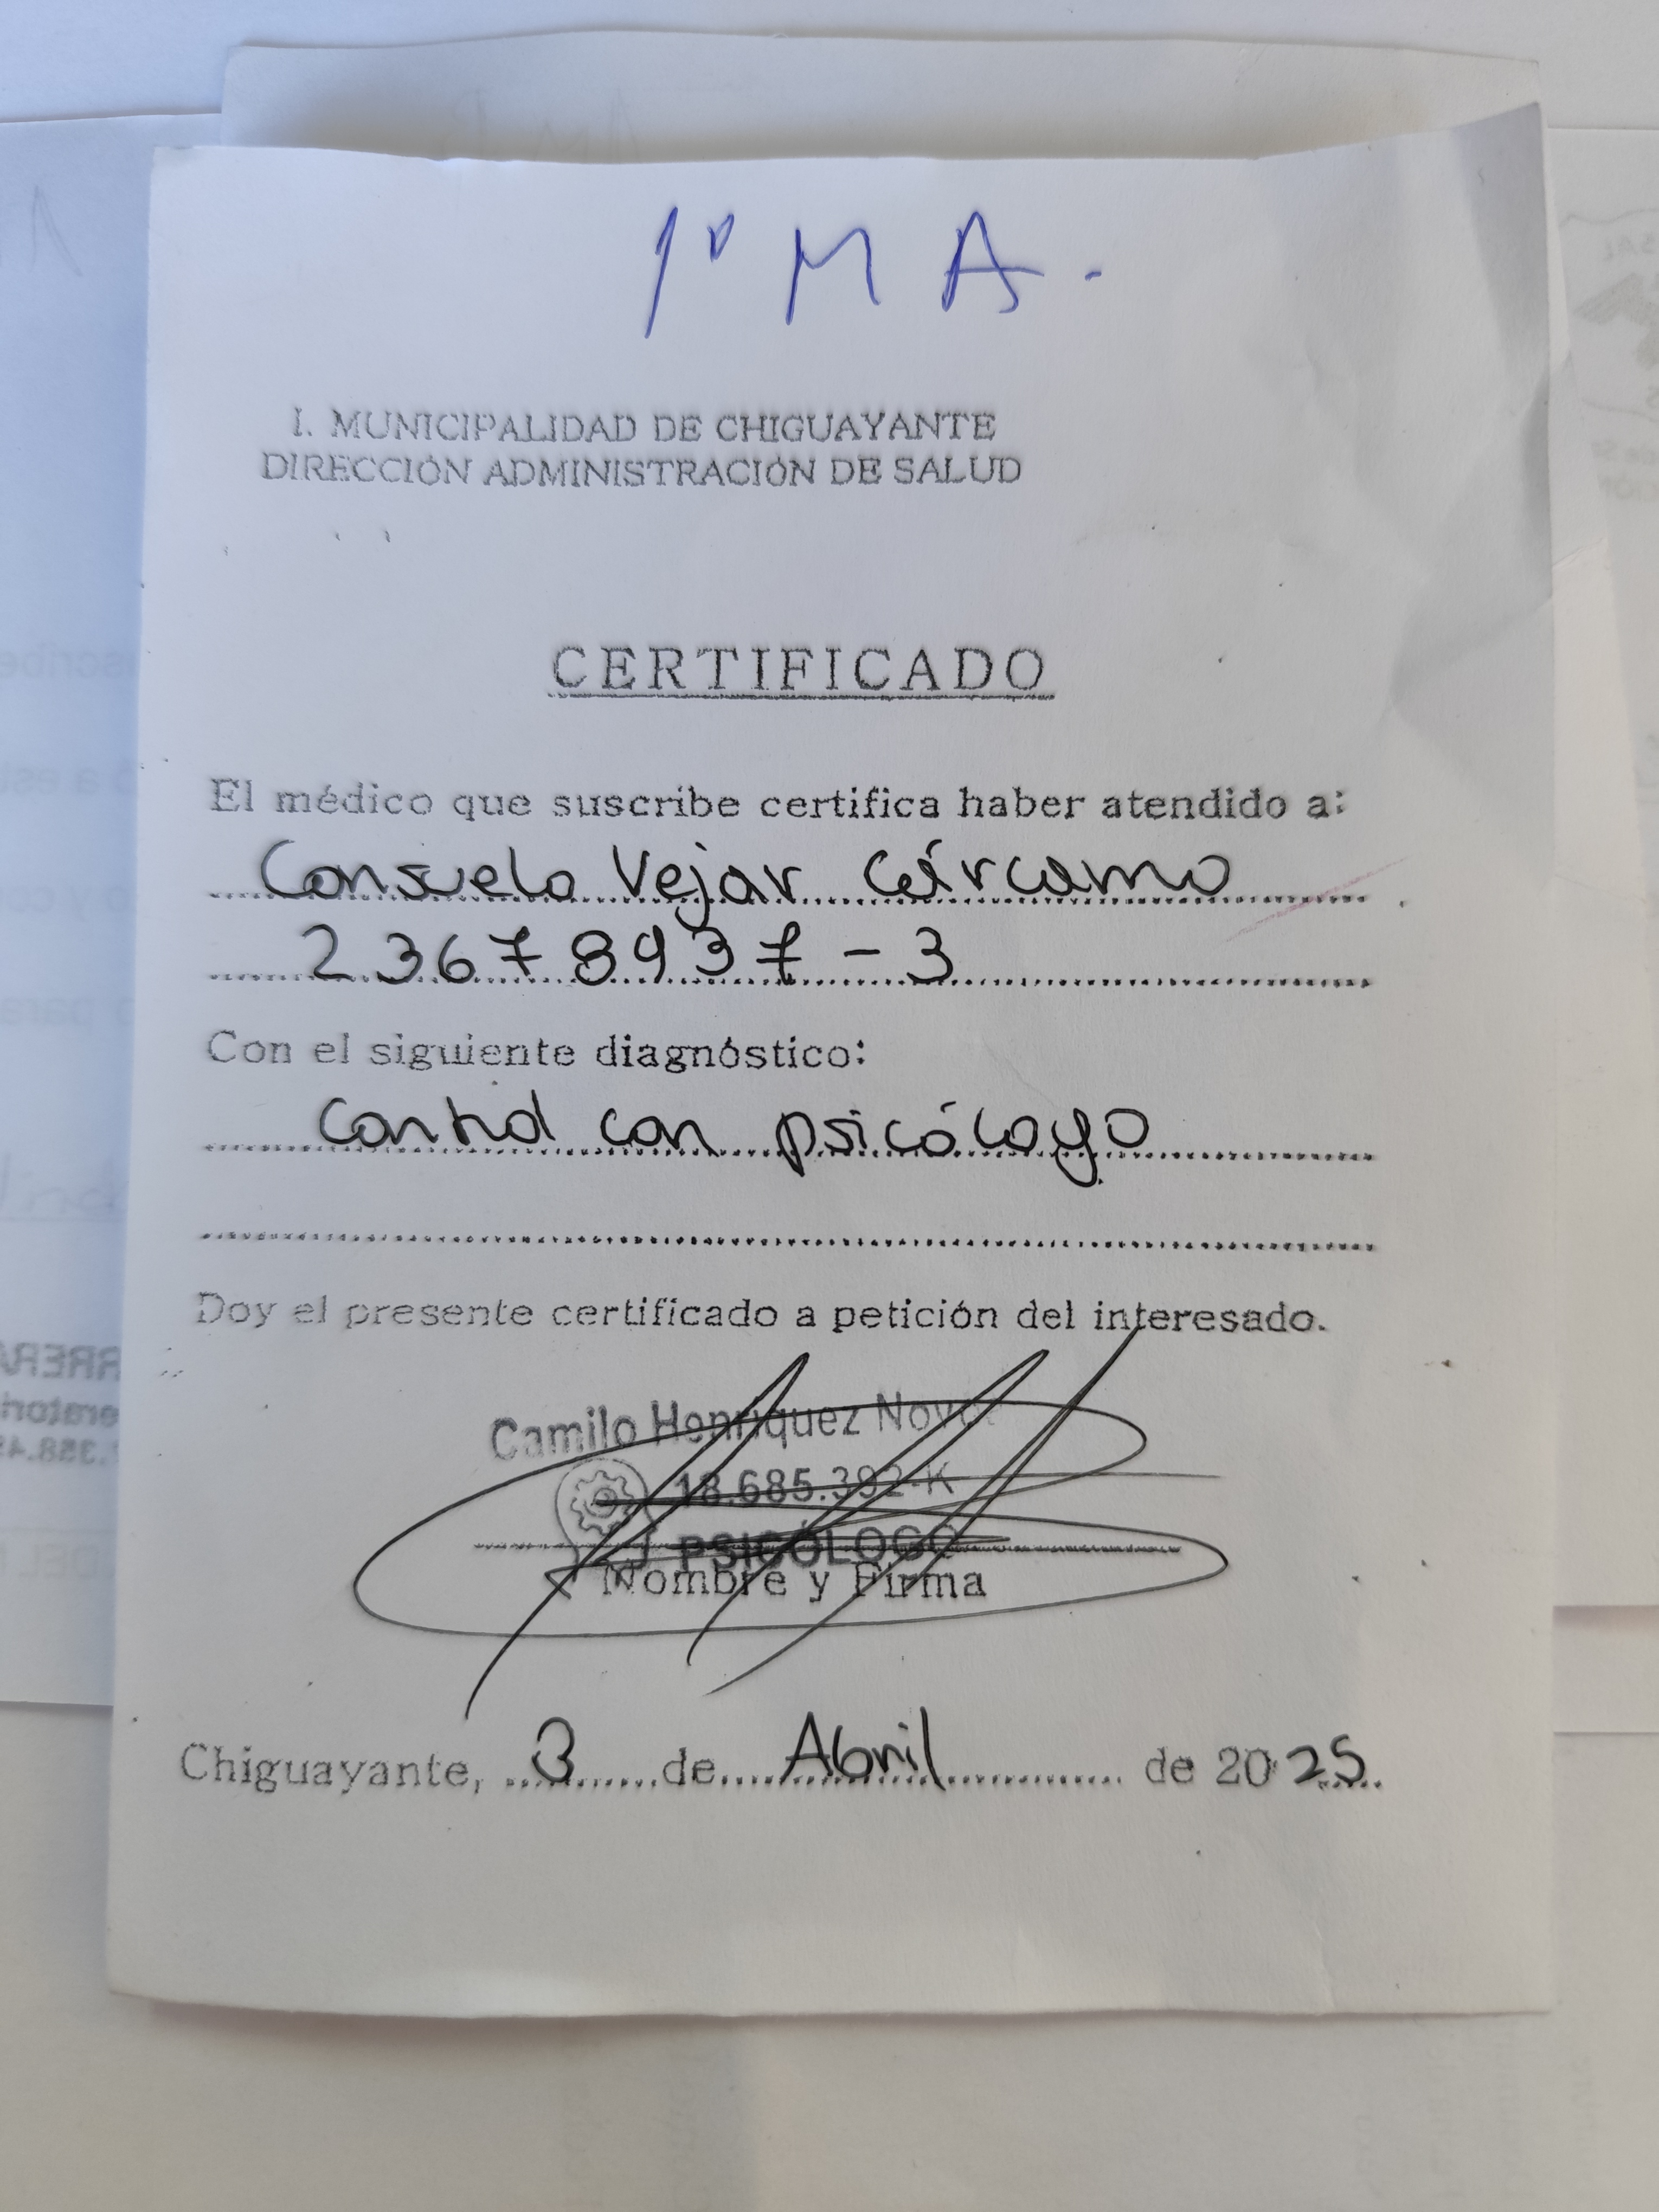 1º M A.
I. MUNICIPALIDAD DE CHIGUAYANTE
DIRECCIÓN ADMINISTRACIÓN DE SALUD
CERTIFICADO
El médico que suscribe certifica haber atendido a:
Consuelo Vejar Cárcamo
23678937-3
Con el siguiente diagnóstico:
Control con psicólogo
Doy el presente certificado a petición del interesado.
Camilo Henríquez
18.685.392-K
PSICÓLOGO
Nombre y Firma
Chiguayante, 3 de Abril de 2025